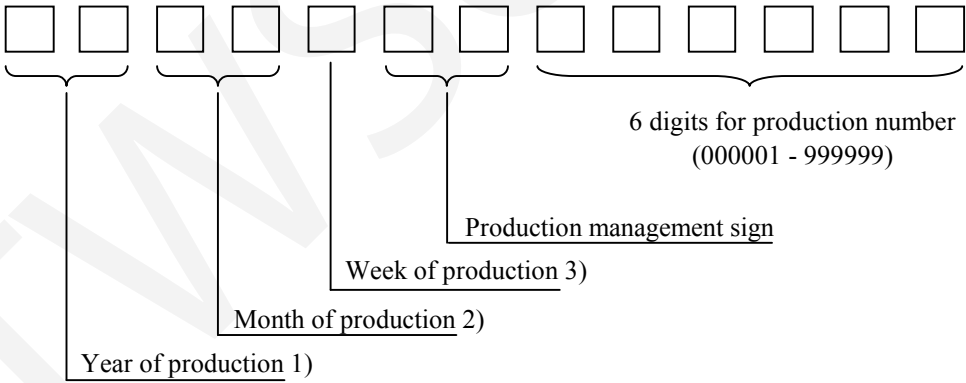 6 digits for production number
(000001 - 999999)
Production management sign
Week of production 3)
Month of production 2)
Year of production 1)